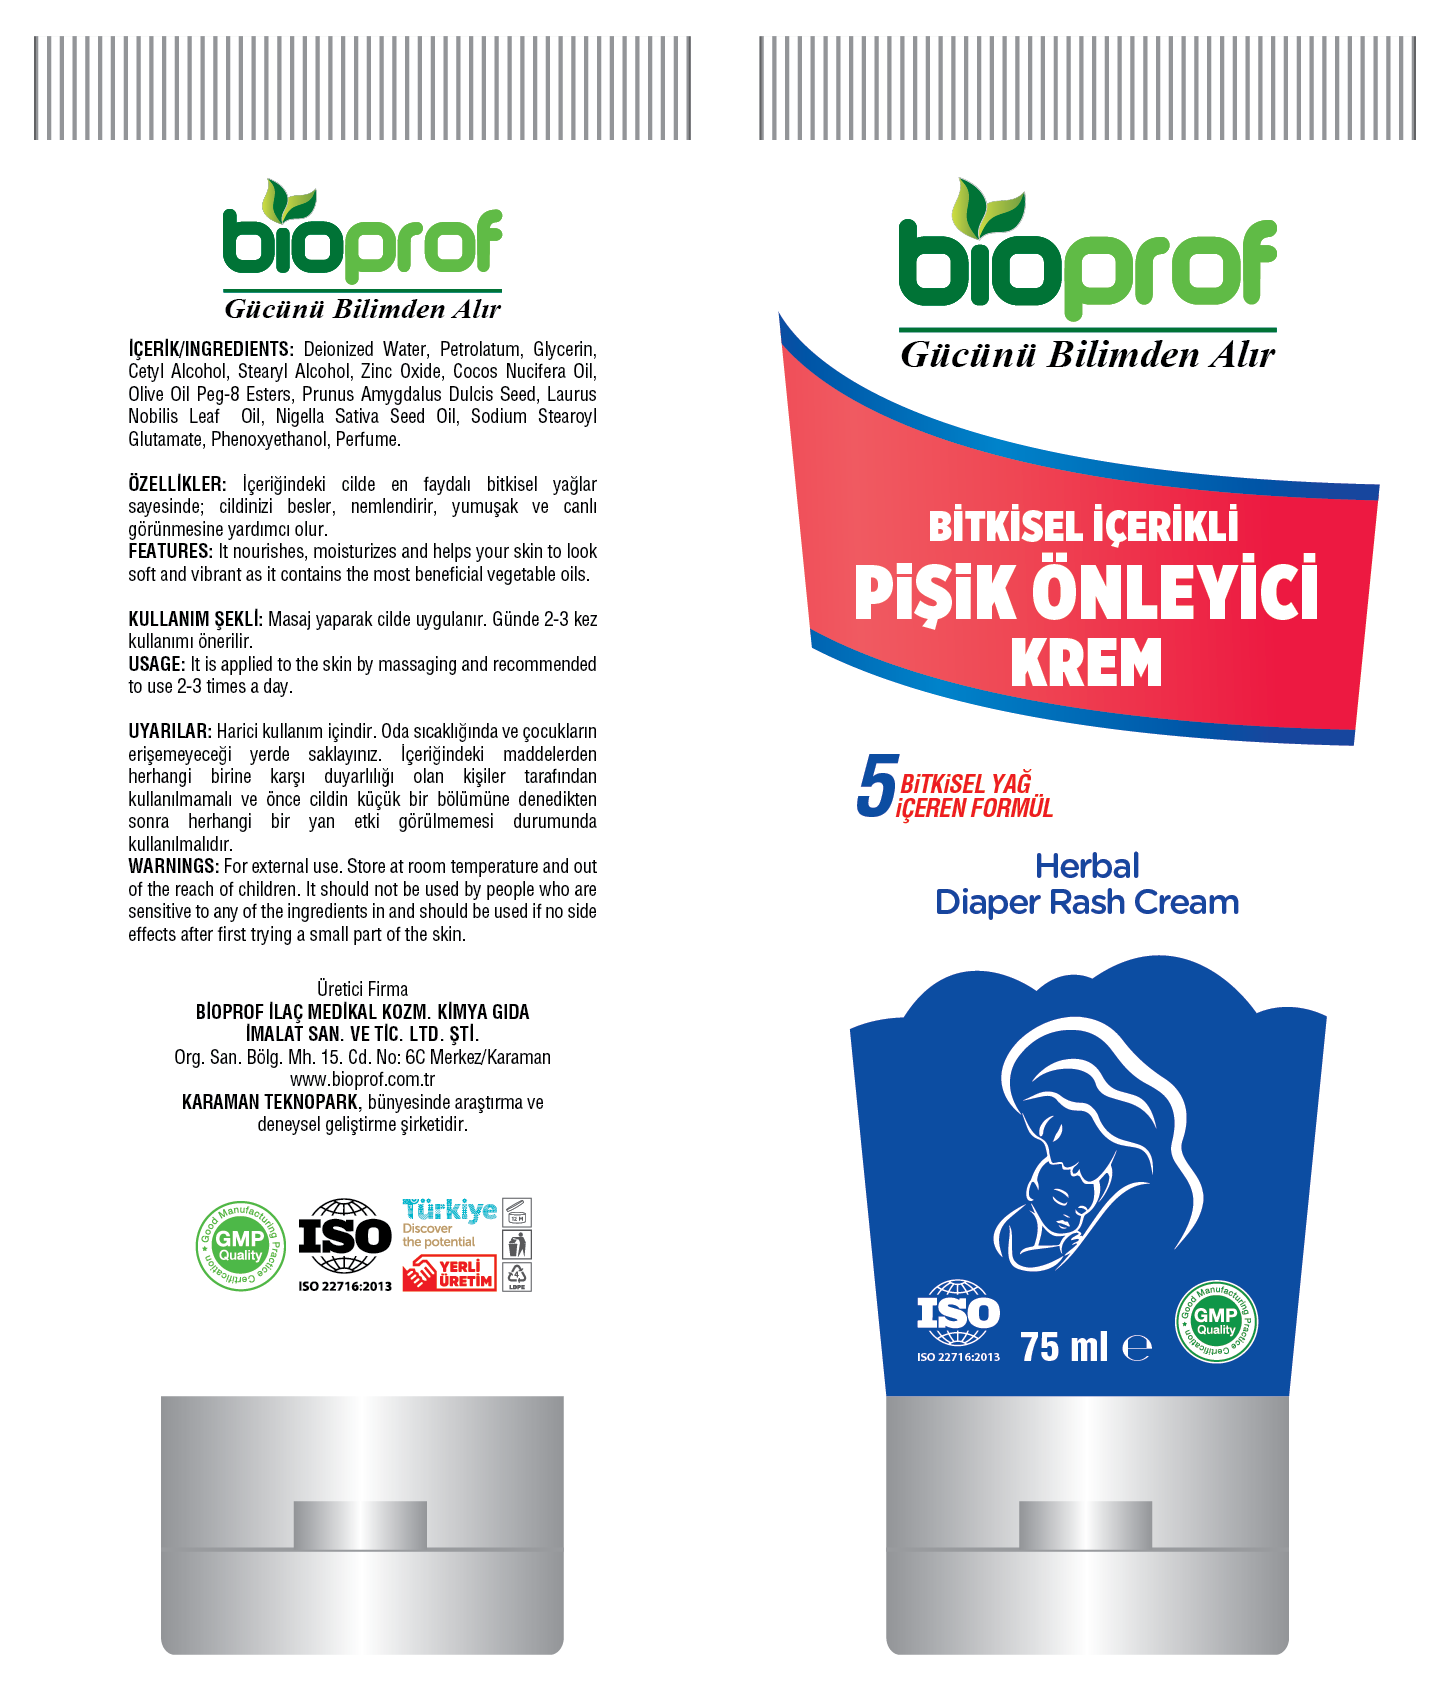 bioprof
Gücünü Bilimden Alır
İÇERİK/INGREDIENTS: Deionized Water, Petrolatum, Glycerin,
Cetyl Alcohol, Stearyl Alcohol, Zinc Oxide, Cocos Nucifera Oil,
Olive Oil Peg-8 Esters, Prunus Amygdalus Dulcis Seed, Laurus
Nobilis Leaf Oil, Nigella Sativa Seed Oil, Sodium Stearoyl
Glutamate, Phenoxyethanol, Perfume.
ÖZELLİKLER: İçeriğindeki cilde en faydalı bitkisel yağlar
sayesinde; cildinizi besler, nemlendirir, yumuşak ve canlı
görünmesine yardımcı olur.
FEATURES: It nourishes, moisturizes and helps your skin to look
soft and vibrant as it contains the most beneficial vegetable oils.
KULLANIM ŞEKLİ: Masaj yaparak cilde uygulanır. Günde 2-3 kez
kullanımı önerilir.
USAGE: It is applied to the skin by massaging and recommended
to use 2-3 times a day.
UYARILAR: Harici kullanım içindir. Oda sıcaklığında ve çocukların
erişemeyeceği yerde saklayınız. İçeriğindeki maddelerden
herhangi birine karşı duyarlılığı olan kişiler tarafından
kullanılmamalı ve önce cildin küçük bir bölümüne denedikten
sonra herhangi bir yan etki görülmemesi durumunda
kullanılmalıdır.
WARNINGS: For external use. Store at room temperature and out
of the reach of children. It should not be used by people who are
sensitive to any of the ingredients in and should be used if no side
effects after first trying a small part of the skin.
Üretici Firma
BİOPROF İLAÇ MEDİKAL KOZM. KİMYA GIDA
İMALAT SAN. VE TİC. LTD. ŞTİ.
Org. San. Bölg. Mh. 15. Cd. No: 6C Merkez/Karaman
www.bioprof.com.tr
KARAMAN TEKNOPARK, bünyesinde araştırma ve
deneysel geliştirme şirketidir.
Good Manufacturing Practice Certification
GMP
Quality
ISO
ISO 22716:2013
Türkiye
Discover
the potential
YERLİ
ÜRETİM
12 M
4
LDPE
bioprof
Gücünü Bilimden Alır
BİTKİSEL İÇERİKLİ
PİŞİK ÖNLEYİCİ
KREM
5 BiTKiSEL YAĞ
iÇEREN FORMÜL
Herbal
Diaper Rash Cream
ISO
ISO 22716:2013
75 ml ℮
Good Manufacturing Practice Certification
GMP
Quality